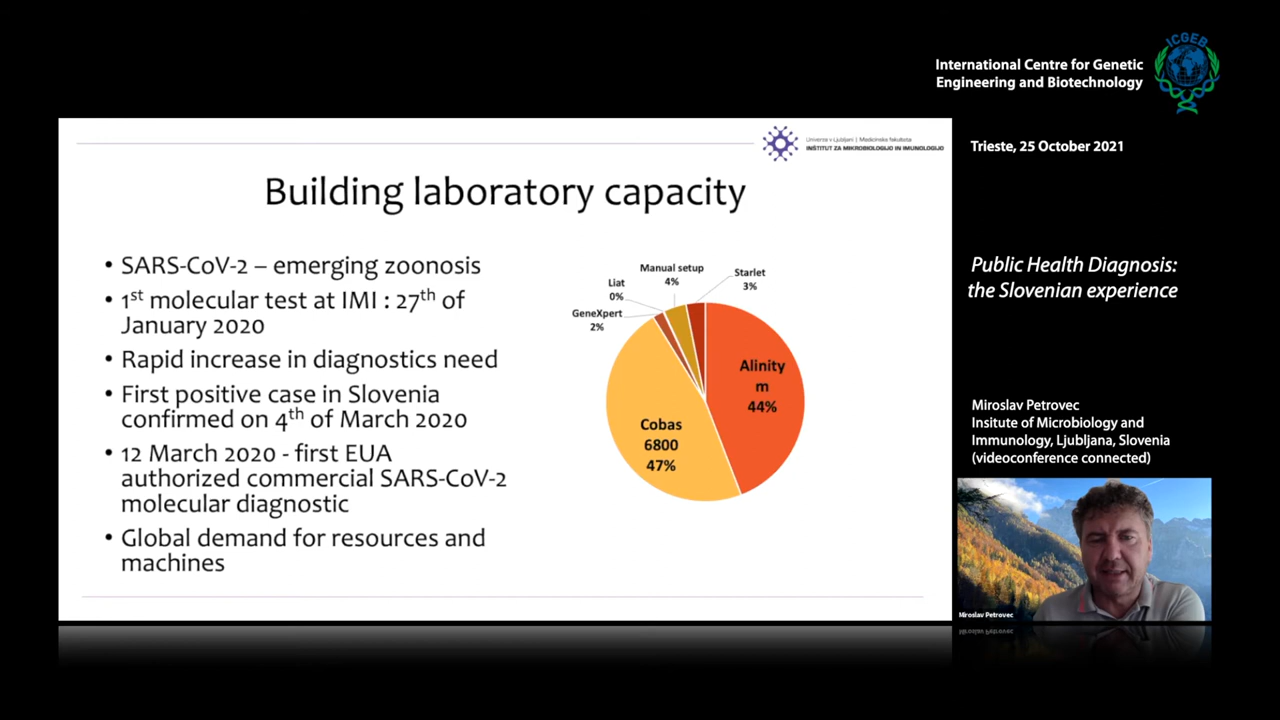 ICGEB
International Centre for Genetic
Engineering and Biotechnology
Trieste, 25 October 2021
Univerza v Ljubljani | Medicinska fakulteta
INŠTITUT ZA MIKROBIOLOGIJO IN IMUNOLOGIJO
Building laboratory capacity
• SARS-CoV-2 – emerging zoonosis
• 1st molecular test at IMI : 27th of
January 2020
• Rapid increase in diagnostics need
• First positive case in Slovenia
confirmed on 4th of March 2020
• 12 March 2020 - first EUA
authorized commercial SARS-CoV-2
molecular diagnostic
• Global demand for resources and
machines
Manual setup
4%
Starlet
3%
Liat
0%
GeneXpert
2%
Alinity
m
44%
Cobas
6800
47%
Public Health Diagnosis:
the Slovenian experience
Miroslav Petrovec
Insitute of Microbiology and
Immunology, Ljubljana, Slovenia
(videoconference connected)
Miroslav Petrovec